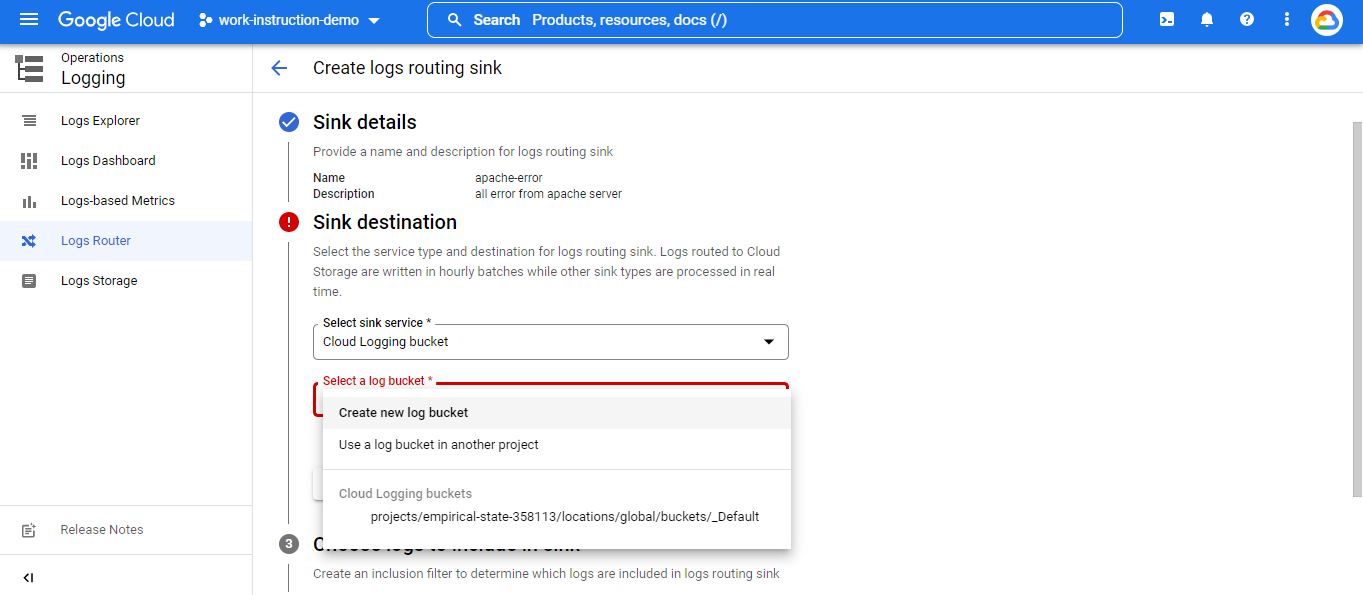 Google Cloud
work-instruction-demo
Search Products, resources, docs (/)
Operations
Logging
Create logs routing sink
Logs Explorer
Logs Dashboard
Logs-based Metrics
Logs Router
Logs Storage
Release Notes
Sink details
Provide a name and description for logs routing sink
Name apache-error
Description all error from apache server
Sink destination
Select the service type and destination for logs routing sink. Logs routed to Cloud
Storage are written in hourly batches while other sink types are processed in real
time.
Select sink service *
Cloud Logging bucket
Select a log bucket *
Create new log bucket
Use a log bucket in another project
Cloud Logging buckets
projects/empirical-state-358113/locations/global/buckets/_Default
3 Choose logs to include in sink
Create an inclusion filter to determine which logs are included in logs routing sink